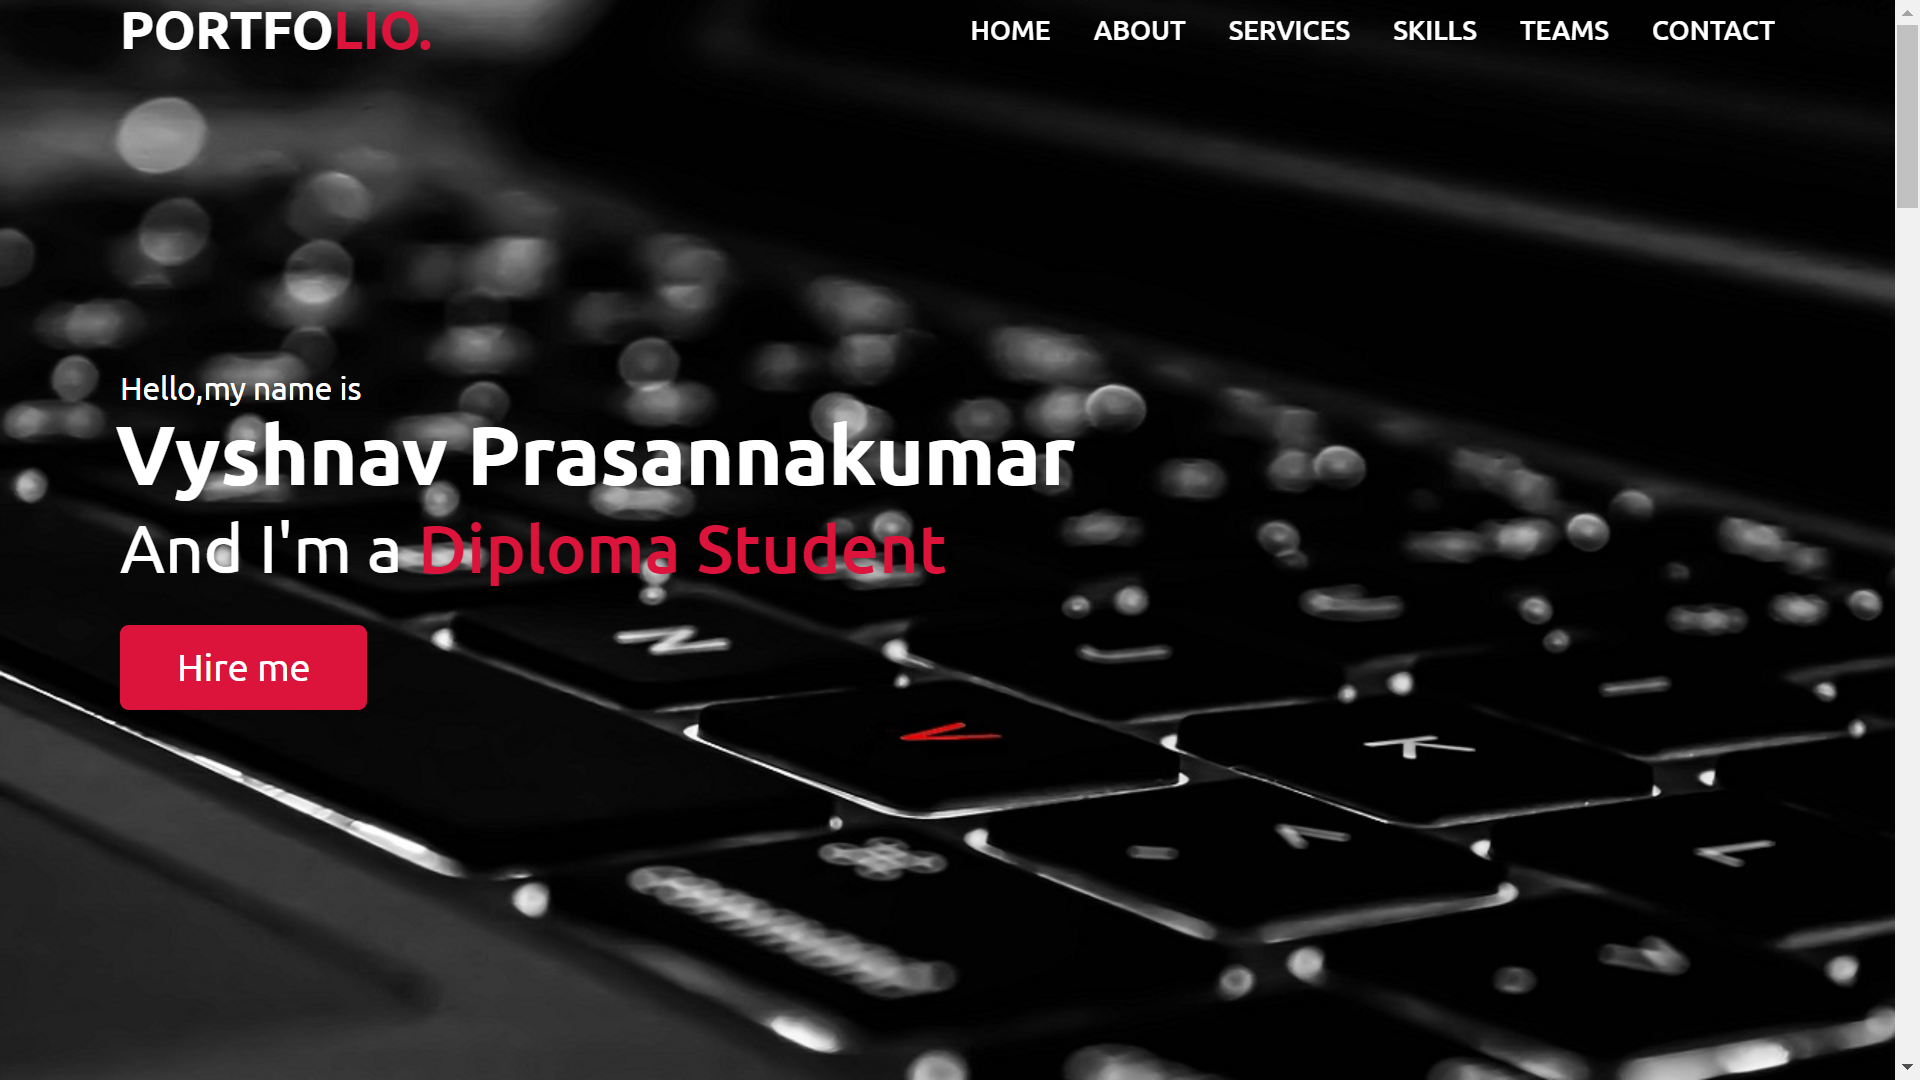 PORTFOLIO.
HOME ABOUT SERVICES SKILLS TEAMS CONTACT
Hello,my name is
Vyshnav Prasannakumar
And I'm a Diploma Student
Hire me
N
V
K